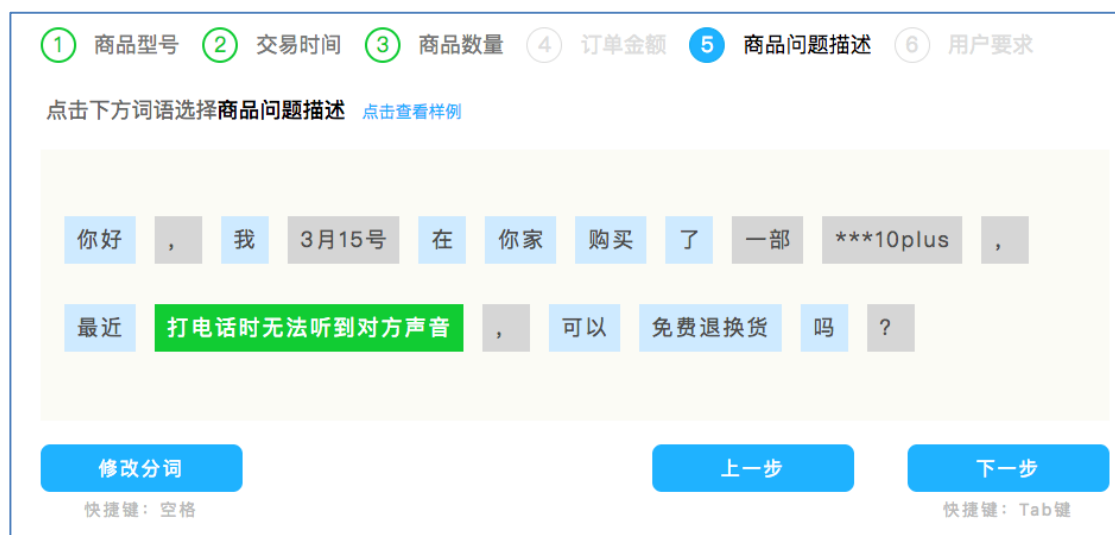 1 商品型号 2 交易时间 3 商品数量 4 订单金额 5 商品问题描述 6 用户要求
点击下方词语选择商品问题描述 点击查看样例
你好 , 我 3月15号 在 你家 购买 了 一部 ***10plus ,
最近 打电话时无法听到对方声音 , 可以 免费退换货 吗 ?
修改分词 上一步 下一步
快捷键：空格 快捷键：Tab键